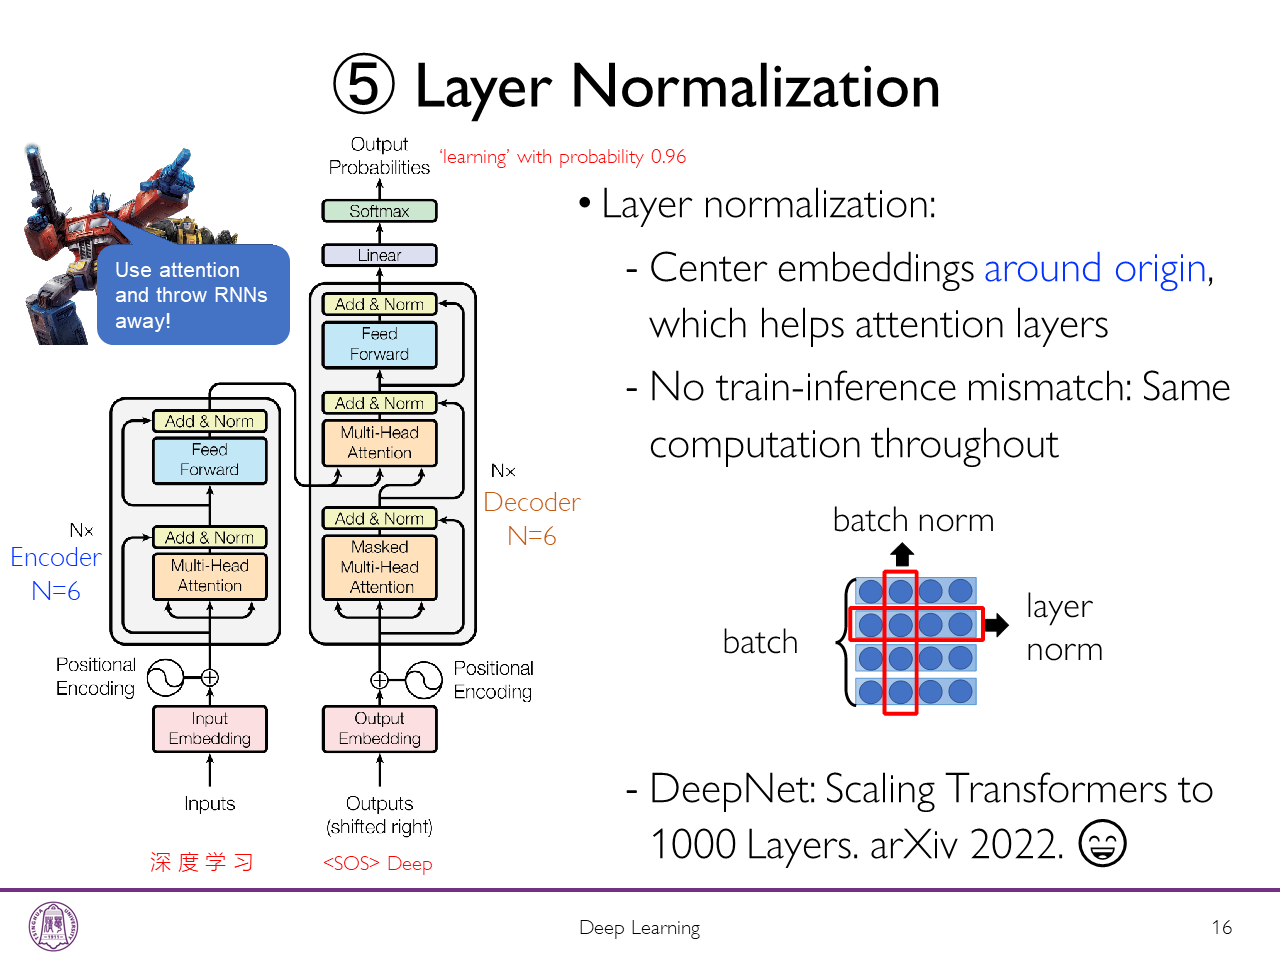 ⑤ Layer Normalization
Output
Probabilities
‘learning’ with probability 0.96
Softmax
Linear
Add & Norm
Feed
Forward
Add & Norm
Multi-Head
Attention
Add & Norm
Masked
Multi-Head
Attention
N×
Decoder
N=6
Use attention
and throw RNNs
away!
Add & Norm
Feed
Forward
Add & Norm
Multi-Head
Attention
N×
Encoder
N=6
Positional
Encoding
Positional
Encoding
Input
Embedding
Output
Embedding
Inputs
Outputs
(shifted right)
深 度 学 习
<SOS> Deep
• Layer normalization:
- Center embeddings around origin,
which helps attention layers
- No train-inference mismatch: Same
computation throughout
batch norm
batch
layer
norm
- DeepNet: Scaling Transformers to
1000 Layers. arXiv 2022.
Deep Learning
16